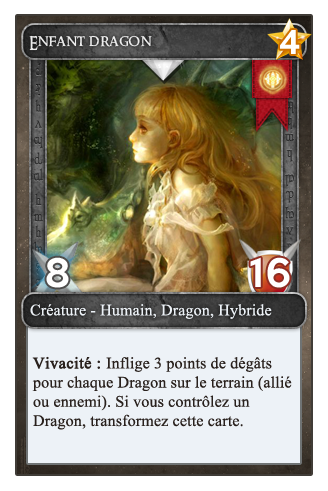 Enfant dragon
4
8
16
Créature - Humain, Dragon, Hybride
Vivacité : Inflige 3 points de dégâts
pour chaque Dragon sur le terrain (allié
ou ennemi). Si vous contrôlez un
Dragon, transformez cette carte.